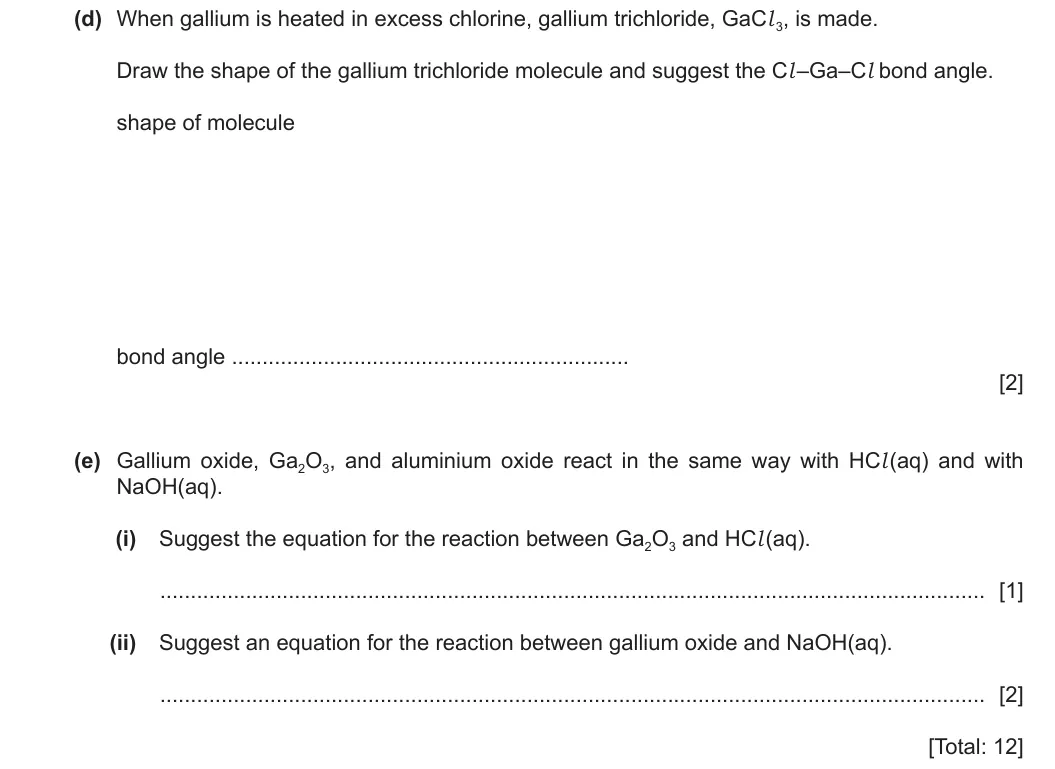 (d) When gallium is heated in excess chlorine, gallium trichloride, GaCl₃, is made.
Draw the shape of the gallium trichloride molecule and suggest the Cl–Ga–Cl bond angle.
shape of molecule
bond angle .................................................................
[2]
(e) Gallium oxide, Ga₂O₃, and aluminium oxide react in the same way with HCl(aq) and with
NaOH(aq).
(i) Suggest the equation for the reaction between Ga₂O₃ and HCl(aq).
....................................................................................................................................... [1]
(ii) Suggest an equation for the reaction between gallium oxide and NaOH(aq).
....................................................................................................................................... [2]
[Total: 12]